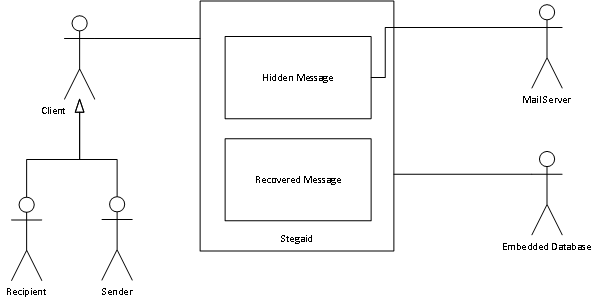 Hidden Message
Client
MailServer
Recovered Message
Stegaid
Embedded Database
Recipient
Sender